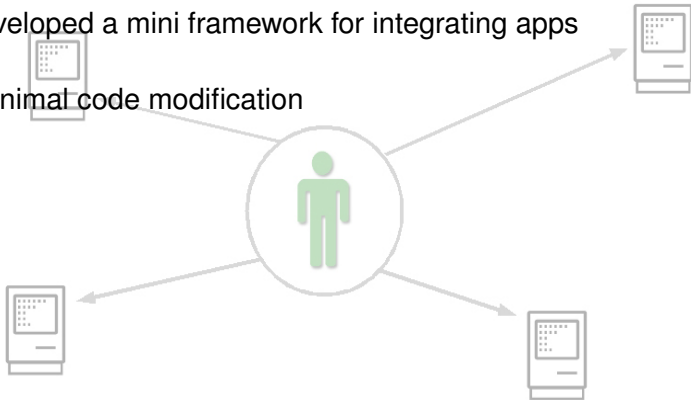 veloped a mini framework for integrating apps
nimal code modification